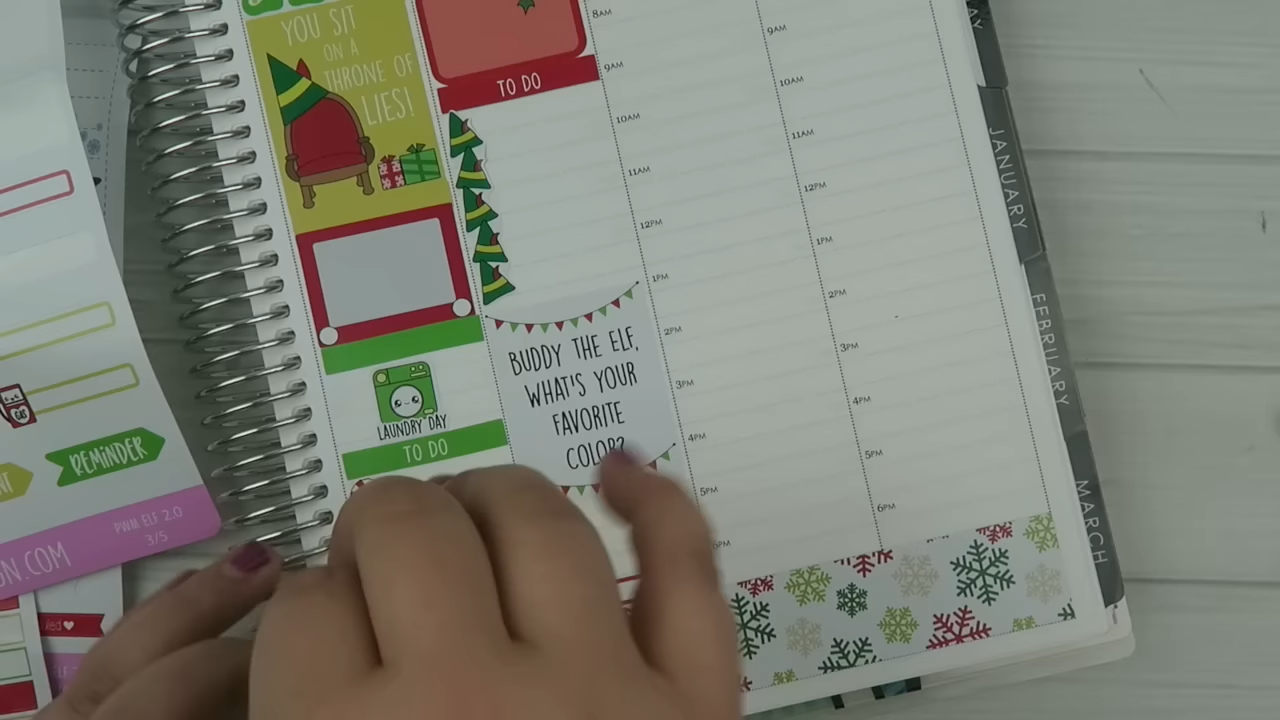 YOU SIT
ON A
THRONE OF
LIES!
TO DO
BUDDY THE ELF,
WHAT'S YOUR
FAVORITE
COLOR?
LAUNDRY DAY
TO DO
8AM
9AM
10AM
11AM
12PM
1PM
2PM
3PM
4PM
5PM
9AM
10AM
11AM
12PM
1PM
2PM
3PM
4PM
5PM
6PM
JANUARY
FEBRUARY
MARCH
GAS
REMINDER
PWM ELF 2.0
3/5